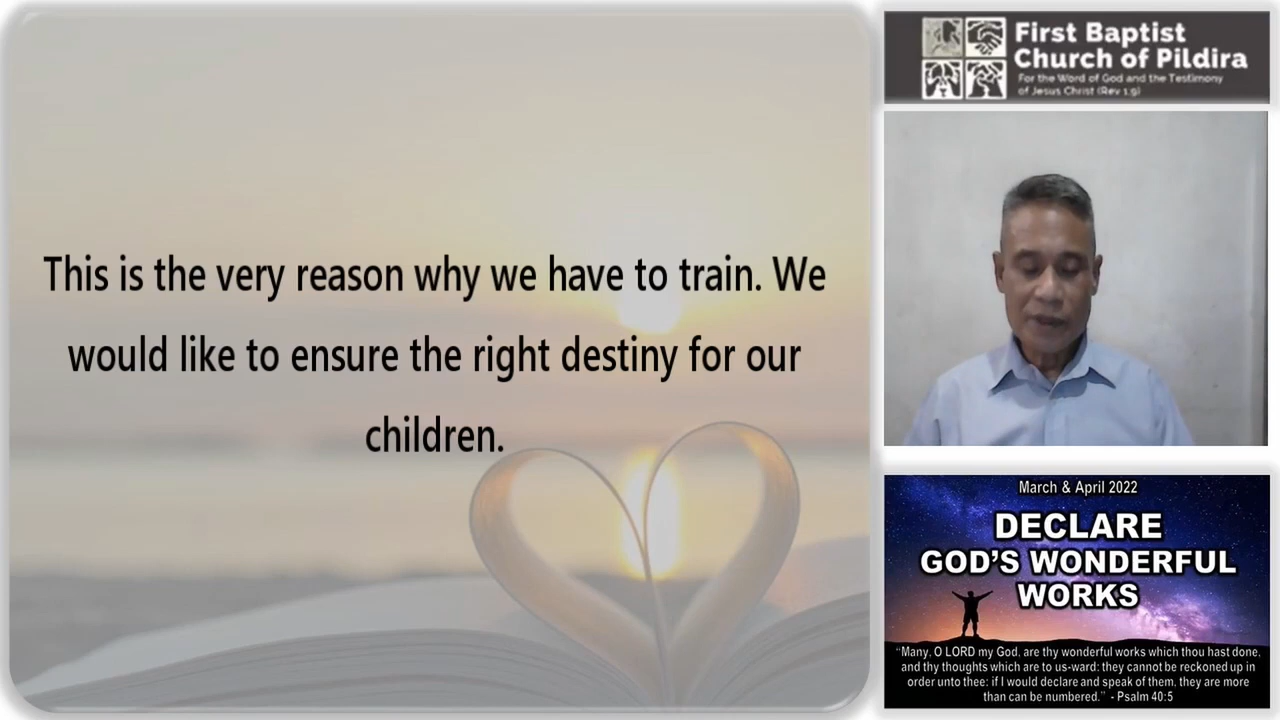 This is the very reason why we have to train. We
would like to ensure the right destiny for our
children.
First Baptist
Church of Pildira
For the Word of God and the Testimony
of Jesus Christ (Rev 1:9)
March & April 2022
DECLARE
GOD'S WONDERFUL
WORKS
"Many, O LORD my God, are thy wonderful works which thou hast done,
and thy thoughts which are to us-ward: they cannot be reckoned up in
order unto thee: if I would declare and speak of them, they are more
than can be numbered." - Psalm 40:5